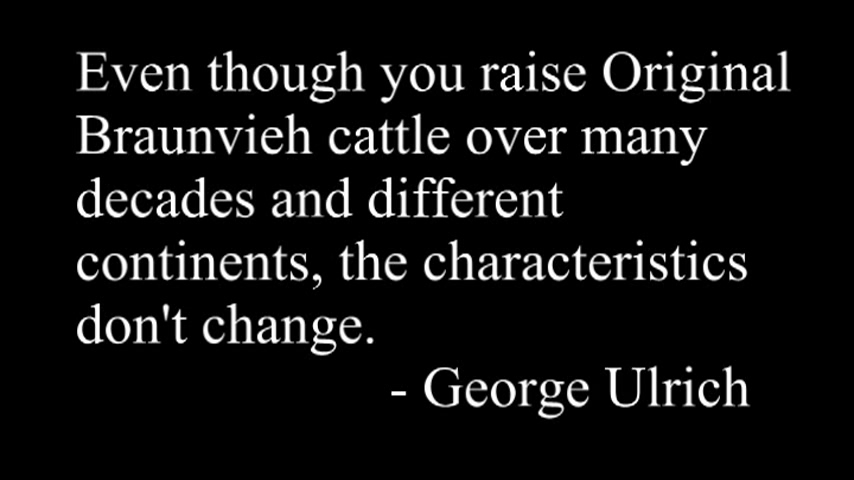 Even though you raise Original
Braunvieh cattle over many
decades and different
continents, the characteristics
don't change.
- George Ulrich